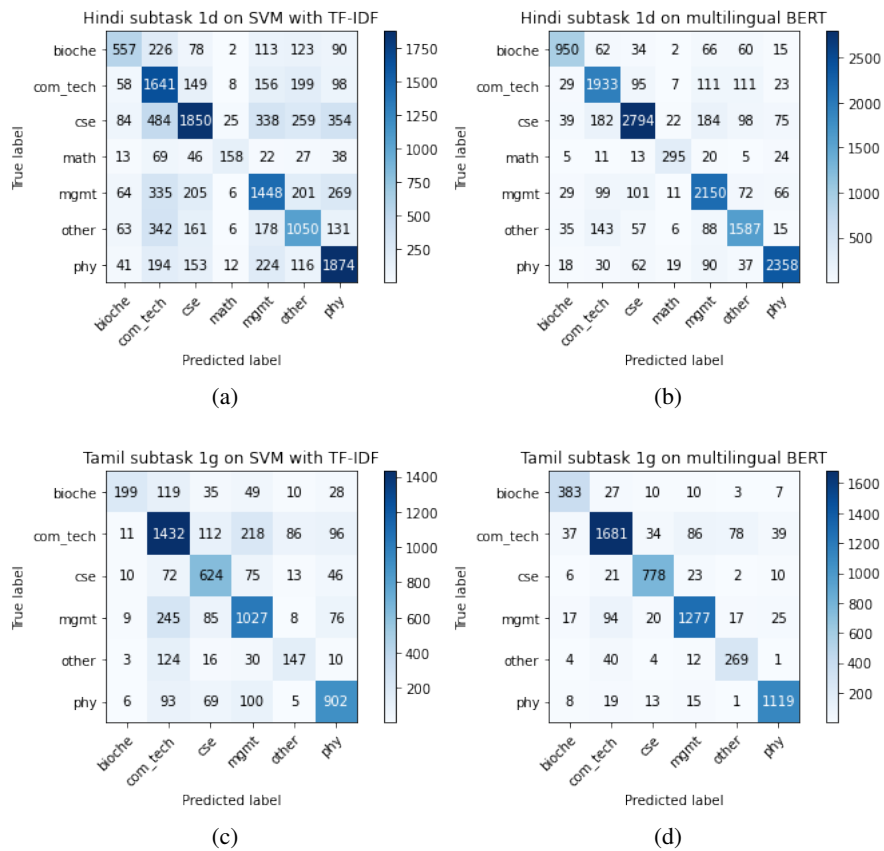 Hindi subtask 1d on SVM with TF-IDF
bioche 557 226 78 2 113 123 90
com_tech 58 1641 149 8 156 199 98
cse 84 484 1850 25 338 259 354
math 13 69 46 158 22 27 38
mgmt 64 335 205 6 1448 201 269
other 63 342 161 6 178 1050 131
phy 41 194 153 12 224 116 1874
bioche com_tech cse math mgmt other phy
True label
Predicted label
1750
1500
1250
1000
750
500
250
(a)
Hindi subtask 1d on multilingual BERT
bioche 950 62 34 2 66 60 15
com_tech 29 1933 95 7 111 111 23
cse 39 182 2794 22 184 98 75
math 5 11 13 295 20 5 24
mgmt 29 99 101 11 2150 72 66
other 35 143 57 6 88 1587 15
phy 18 30 62 19 90 37 2358
bioche com_tech cse math mgmt other phy
True label
Predicted label
2500
2000
1500
1000
500
(b)
Tamil subtask 1g on SVM with TF-IDF
bioche 199 119 35 49 10 28
com_tech 11 1432 112 218 86 96
cse 10 72 624 75 13 46
mgmt 9 245 85 1027 8 76
other 3 124 16 30 147 10
phy 6 93 69 100 5 902
bioche com_tech cse mgmt other phy
True label
Predicted label
1400
1200
1000
800
600
400
200
(c)
Tamil subtask 1g on multilingual BERT
bioche 383 27 10 10 3 7
com_tech 37 1681 34 86 78 39
cse 6 21 778 23 2 10
mgmt 17 94 20 1277 17 25
other 4 40 4 12 269 1
phy 8 19 13 15 1 1119
bioche com_tech cse mgmt other phy
True label
Predicted label
1600
1400
1200
1000
800
600
400
200
(d)